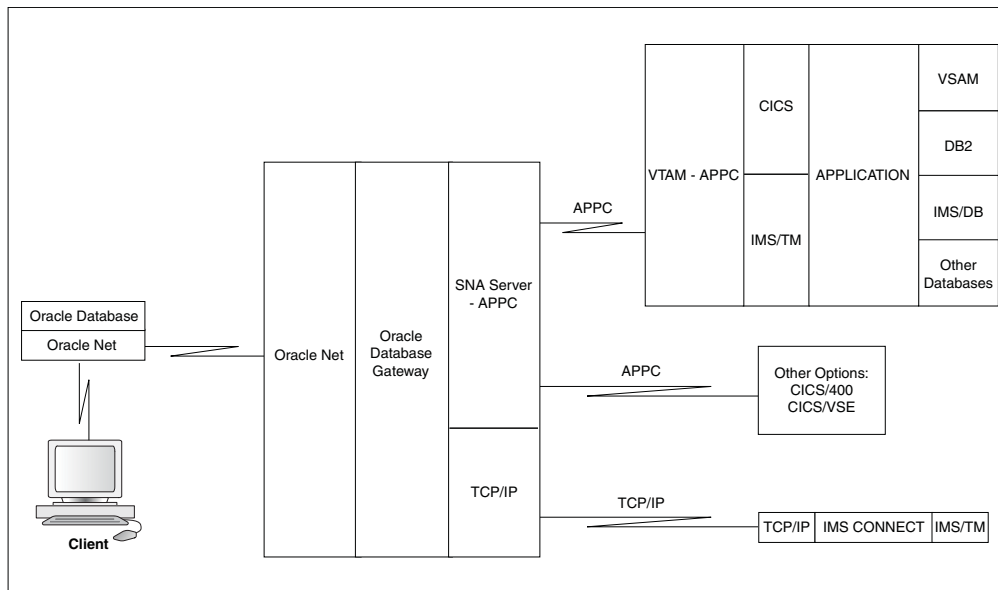 Oracle Database
Oracle Net
Client
Oracle Net
Oracle
Database
Gateway
SNA Server
- APPC
TCP/IP
APPC
VTAM - APPC
CICS
IMS/TM
APPLICATION
VSAM
DB2
IMS/DB
Other
Databases
APPC
Other Options:
CICS/400
CICS/VSE
TCP/IP
TCP/IP
IMS CONNECT
IMS/TM